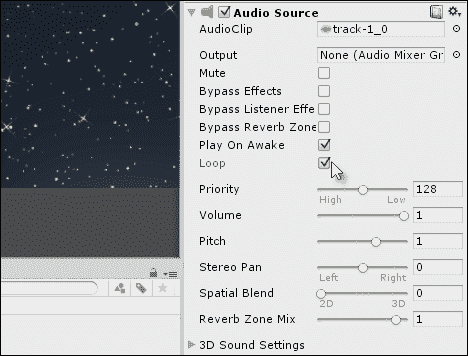 Audio Source
AudioClip track-1_0
Output None (Audio Mixer Gr
Mute
Bypass Effects
Bypass Listener Effe
Bypass Reverb Zone
Play On Awake
Loop
Priority 128
High Low
Volume 1
Pitch 1
Stereo Pan 0
Left Right
Spatial Blend 0
2D 3D
Reverb Zone Mix 1
3D Sound Settings